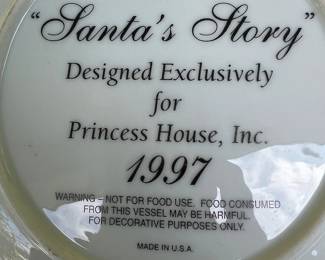 "Santa's Story"
Designed Exclusively
for
Princess House, Inc.
1997
WARNING – NOT FOR FOOD USE. FOOD CONSUMED
FROM THIS VESSEL MAY BE HARMFUL.
FOR DECORATIVE PURPOSES ONLY.
MADE IN U.S.A.